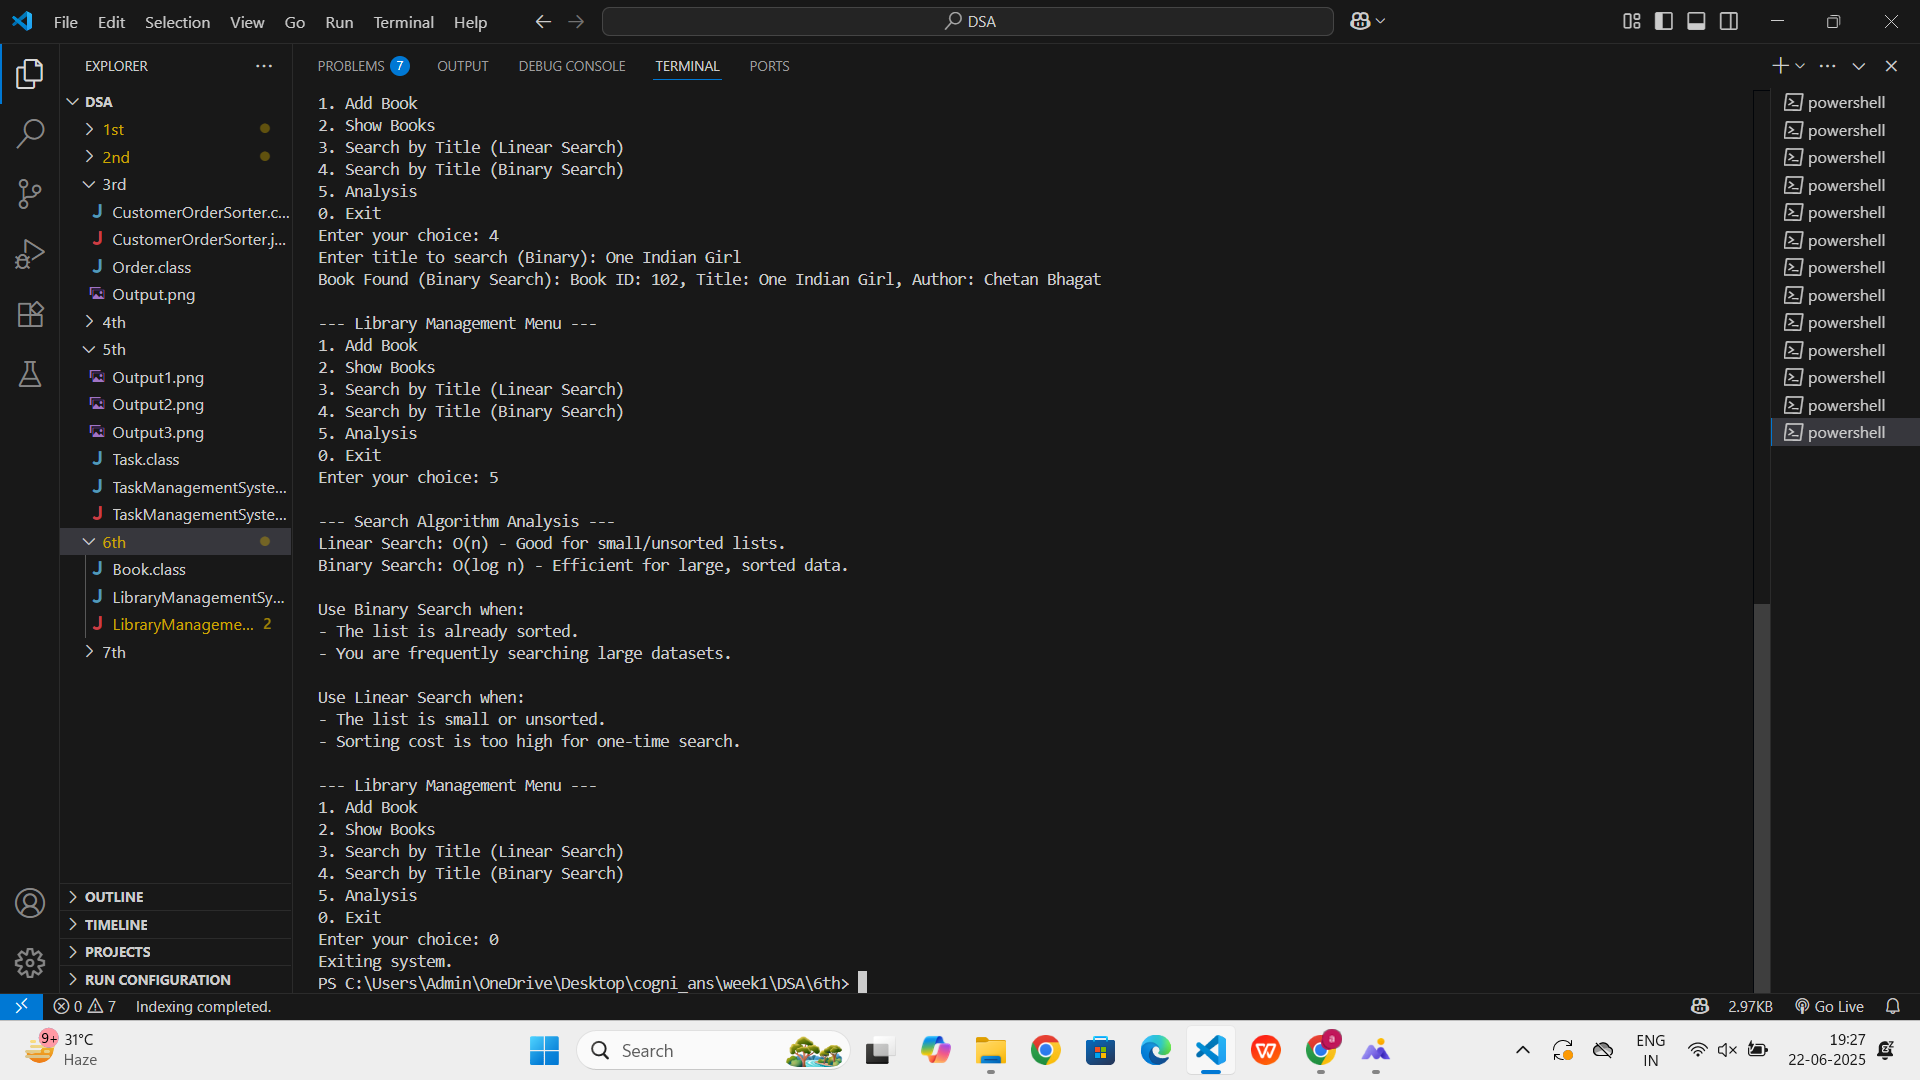 File Edit Selection View Go Run Terminal Help
DSA
EXPLORER
DSA
1st
2nd
3rd
CustomerOrderSorter.c...
CustomerOrderSorter.j...
Order.class
Output.png
4th
5th
Output1.png
Output2.png
Output3.png
Task.class
TaskManagementSyste...
TaskManagementSyste...
6th
Book.class
LibraryManagementSy...
LibraryManageme... 2
7th
OUTLINE
TIMELINE
PROJECTS
RUN CONFIGURATION
PROBLEMS 7 OUTPUT DEBUG CONSOLE TERMINAL PORTS
1. Add Book
2. Show Books
3. Search by Title (Linear Search)
4. Search by Title (Binary Search)
5. Analysis
0. Exit
Enter your choice: 4
Enter title to search (Binary): One Indian Girl
Book Found (Binary Search): Book ID: 102, Title: One Indian Girl, Author: Chetan Bhagat
--- Library Management Menu ---
1. Add Book
2. Show Books
3. Search by Title (Linear Search)
4. Search by Title (Binary Search)
5. Analysis
0. Exit
Enter your choice: 5
--- Search Algorithm Analysis ---
Linear Search: O(n) - Good for small/unsorted lists.
Binary Search: O(log n) - Efficient for large, sorted data.
Use Binary Search when:
- The list is already sorted.
- You are frequently searching large datasets.
Use Linear Search when:
- The list is small or unsorted.
- Sorting cost is too high for one-time search.
--- Library Management Menu ---
1. Add Book
2. Show Books
3. Search by Title (Linear Search)
4. Search by Title (Binary Search)
5. Analysis
0. Exit
Enter your choice: 0
Exiting system.
PS C:\Users\Admin\OneDrive\Desktop\cogni_ans\week1\DSA\6th>
powershell
powershell
powershell
powershell
powershell
powershell
powershell
powershell
powershell
powershell
powershell
powershell
powershell
0 7 Indexing completed.
2.97KB Go Live
9+ 31°C
Haze
Search
a
ENG
IN
19:27
22-06-2025